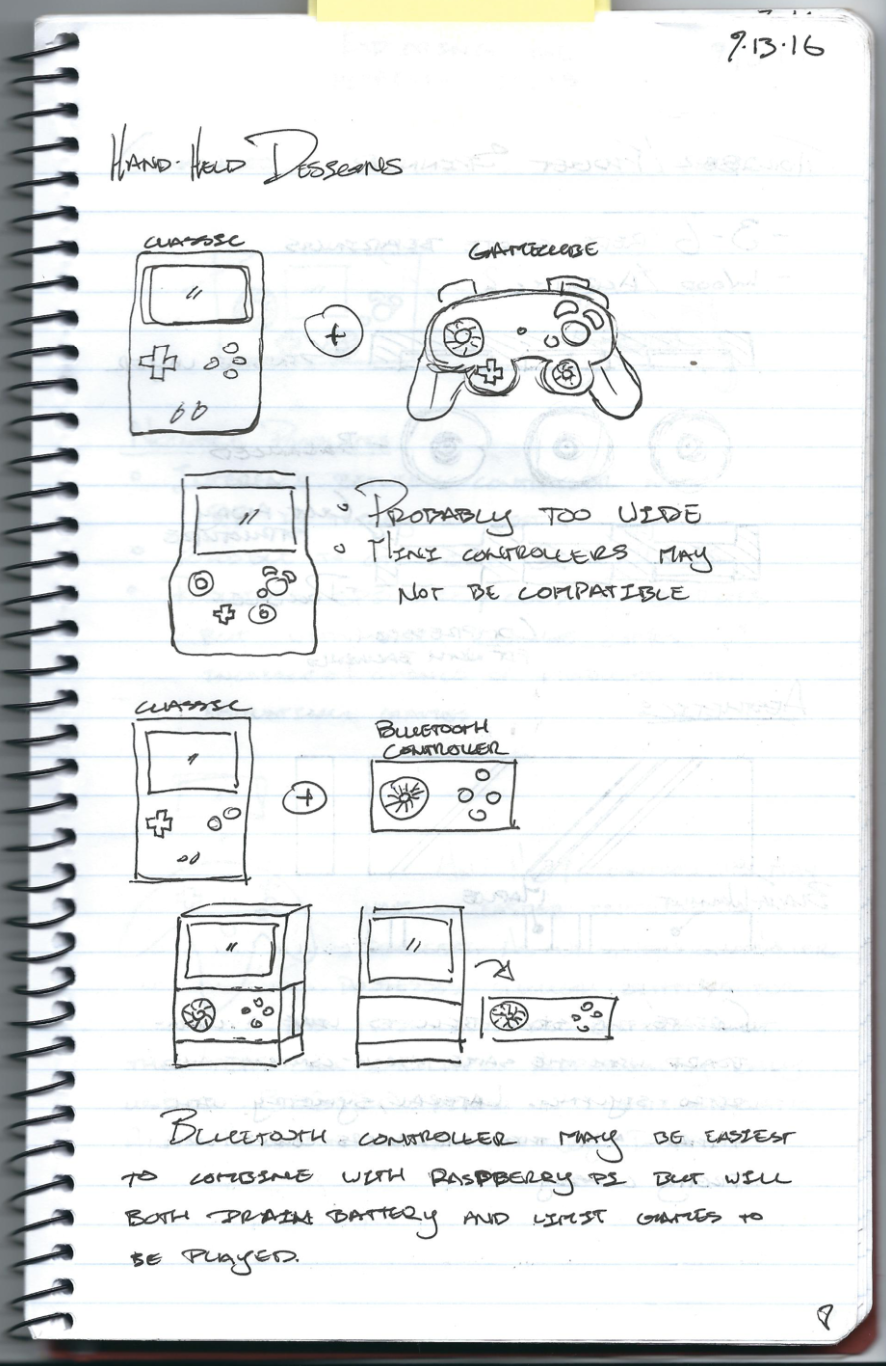 9.13.16
HAND-HELD DESSIGNS
CLASSIC
GAMECUBE
• PROBABLY TOO WIDE
• MINI CONTROLLERS MAY
NOT BE COMPATIBLE
CLASSIC
BLUETOOTH
CONTROLLER
BLUETOOTH CONTROLLER MAY BE EASIEST
TO COMBINE WITH RASPBERRY PI BUT WILL
BOTH DRAIN BATTERY AND LIMIT GAMES TO
BE PLAYED.
8